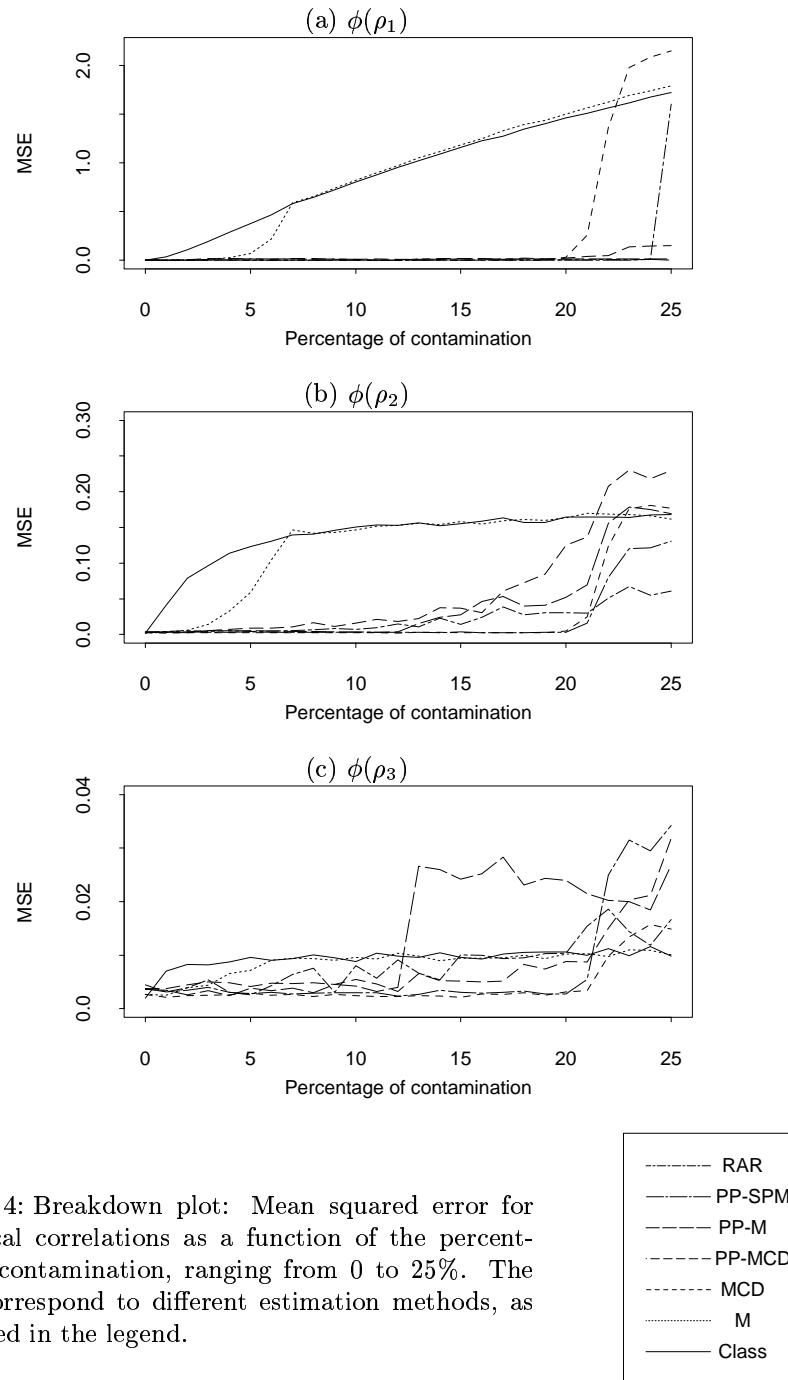 (a) ϕ(ρ1)
2.0
1.0
0.0
MSE
0 5 10 15 20 25
Percentage of contamination
(b) ϕ(ρ2)
0.30
0.20
0.10
0.0
MSE
0 5 10 15 20 25
Percentage of contamination
(c) ϕ(ρ3)
0.04
0.02
0.0
MSE
0 5 10 15 20 25
Percentage of contamination
4: Breakdown plot: Mean squared error for
al correlations as a function of the percent-
contamination, ranging from 0 to 25%. The
orrespond to different estimation methods, as
ed in the legend.
RAR
PP-SPM
PP-M
PP-MCD
MCD
M
Class